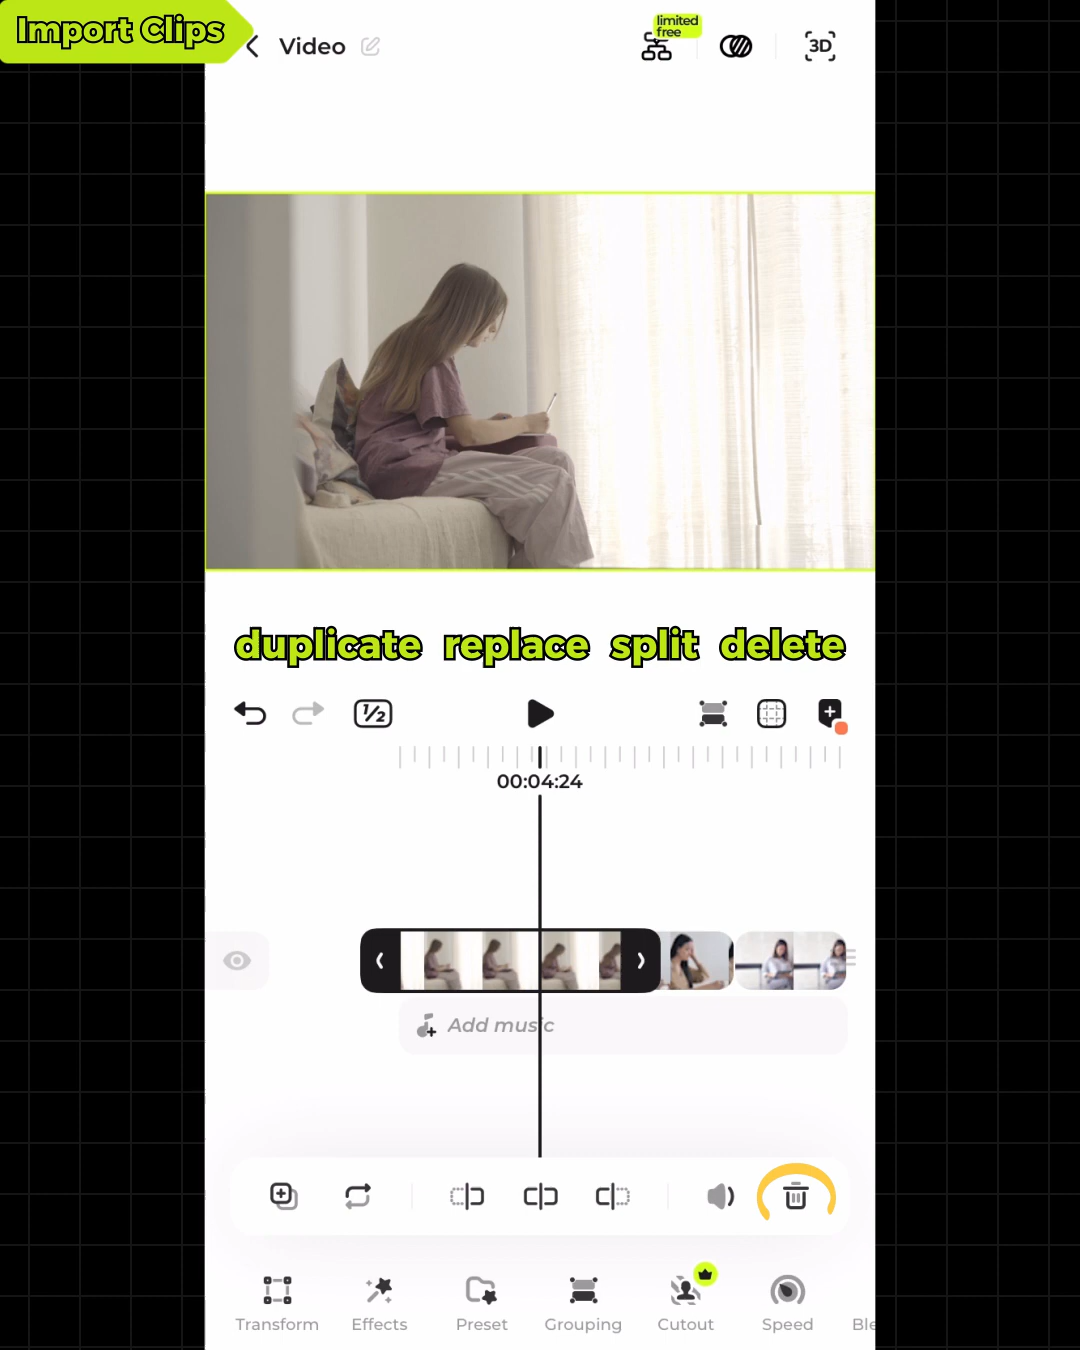 Import Clips
Video
limited
free
3D
duplicate replace split delete
1/2
00:04:24
Add music
Transform Effects Preset Grouping Cutout Speed Ble